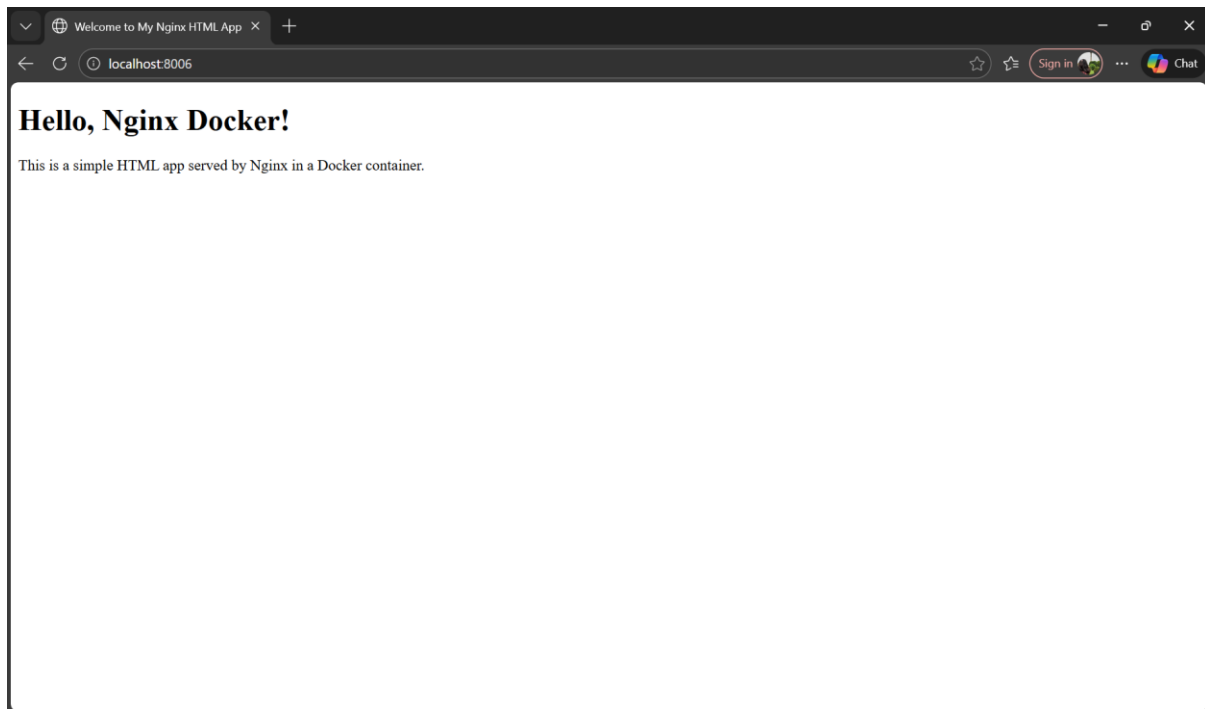 Welcome to My Nginx HTML App
localhost:8006
Sign in
Chat
Hello, Nginx Docker!
This is a simple HTML app served by Nginx in a Docker container.